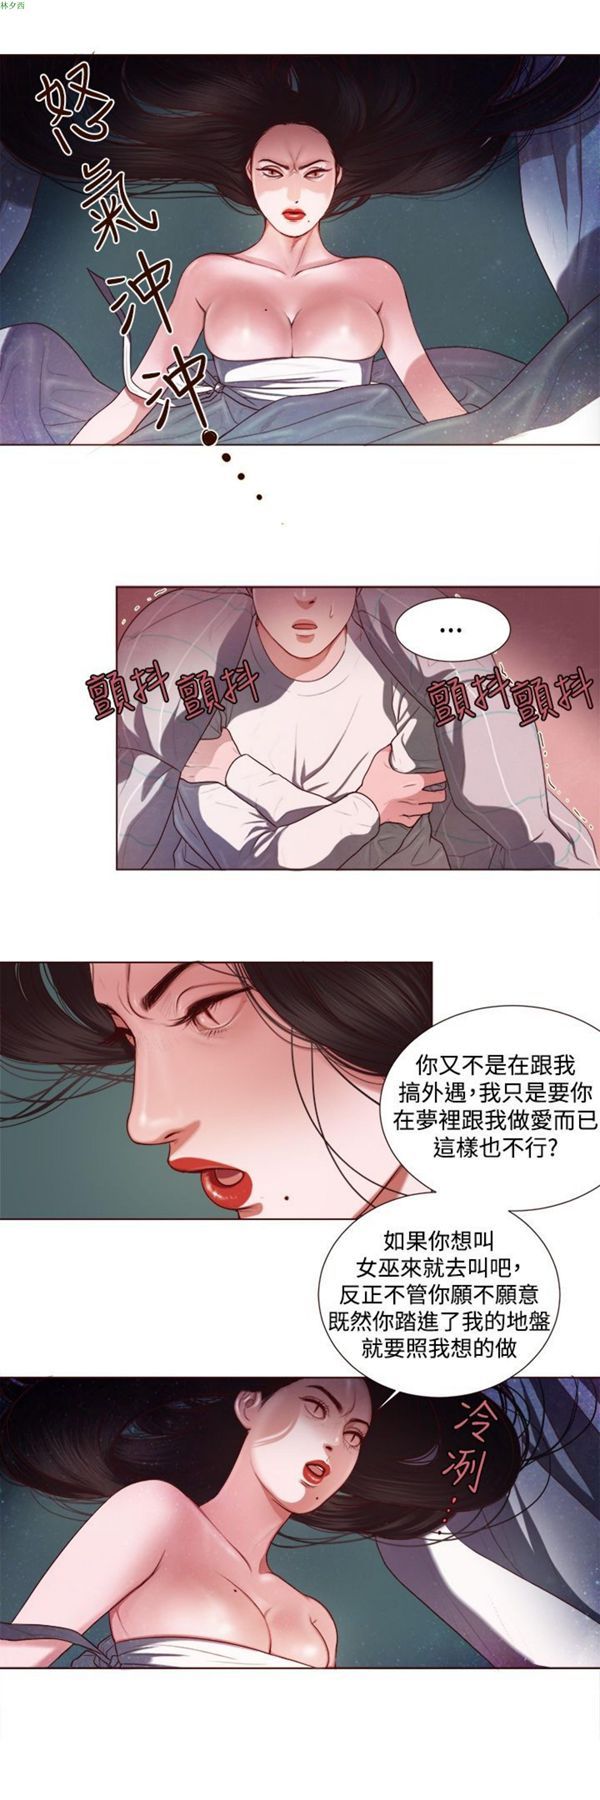 林夕西
怒氣沖沖…
…
顫抖 顫抖
顫抖 顫抖
你又不是在跟我
搞外遇，我只是要你
在夢裡跟我做愛而已
這樣也不行？
如果你想叫
女巫來就去叫吧，
反正不管你願不願意
既然你踏進了我的地盤
就要照我想的做
冷冽…